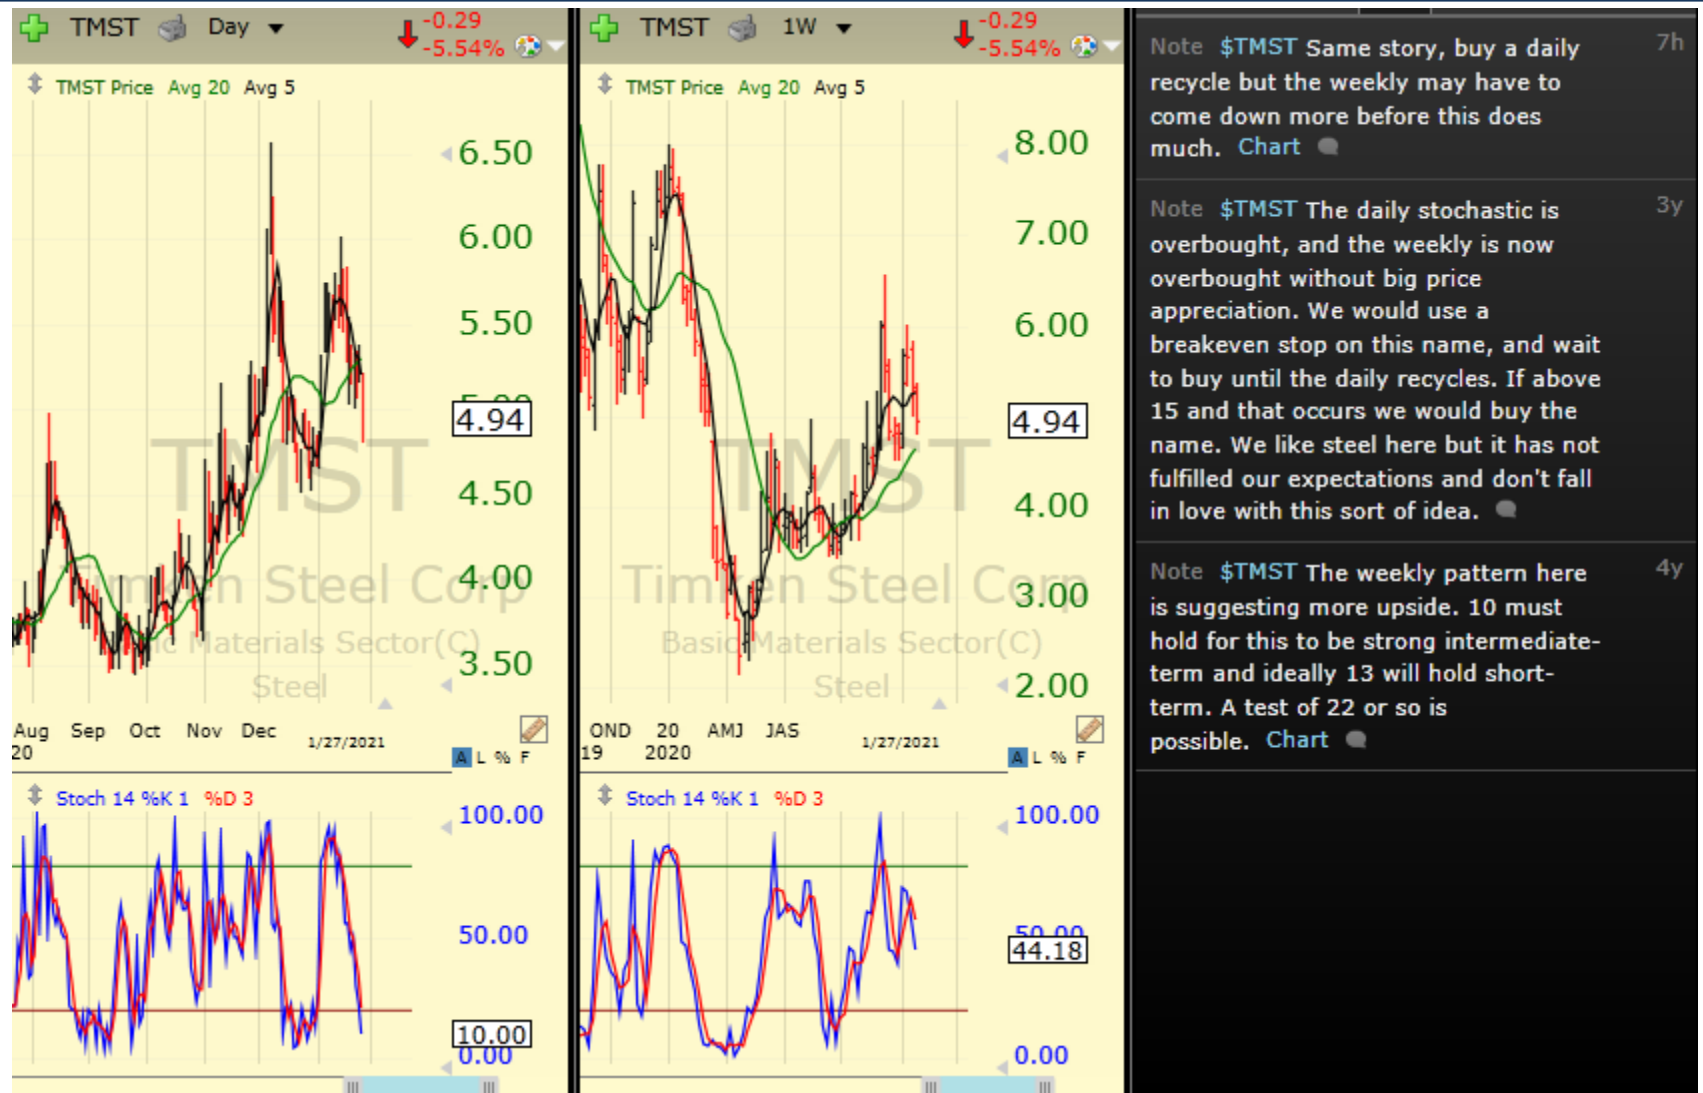 TMST Day
-0.29
-5.54%
TMST Price Avg 20 Avg 5
6.50
6.00
5.50
5.00
4.94
4.50
4.00
3.50
TMST
Timken Steel Corp
Basic Materials Sector(C)
Steel
Aug Sep Oct Nov Dec
20
1/27/2021
A L % F
Stoch 14 %K 1 %D 3
100.00
50.00
10.00
0.00
TMST 1W
-0.29
-5.54%
TMST Price Avg 20 Avg 5
8.00
7.00
6.00
4.94
4.00
3.00
2.00
TMST
Timken Steel Corp
Basic Materials Sector(C)
Steel
OND 20 AMJ JAS
19 2020
1/27/2021
A L % F
Stoch 14 %K 1 %D 3
100.00
50.00
44.18
0.00
Note $TMST Same story, buy a daily 7h
recycle but the weekly may have to
come down more before this does
much. Chart
Note $TMST The daily stochastic is 3y
overbought, and the weekly is now
overbought without big price
appreciation. We would use a
breakeven stop on this name, and wait
to buy until the daily recycles. If above
15 and that occurs we would buy the
name. We like steel here but it has not
fulfilled our expectations and don't fall
in love with this sort of idea.
Note $TMST The weekly pattern here 4y
is suggesting more upside. 10 must
hold for this to be strong intermediate-
term and ideally 13 will hold short-
term. A test of 22 or so is
possible. Chart